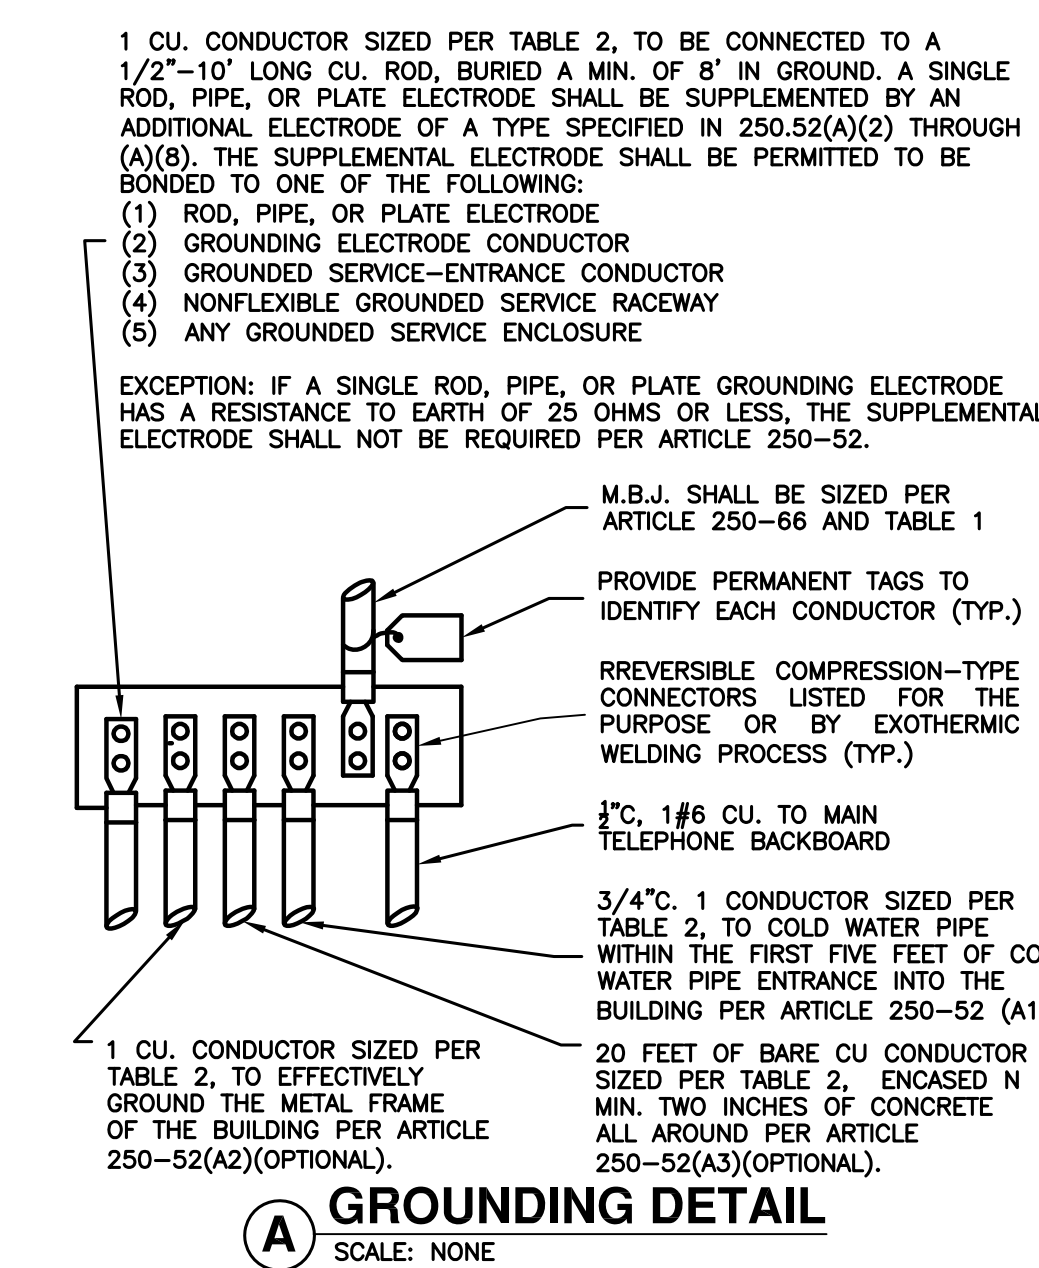 1 CU. CONDUCTOR SIZED PER TABLE 2, TO BE CONNECTED TO A
1/2"–10' LONG CU. ROD, BURIED A MIN. OF 8' IN GROUND. A SINGLE
ROD, PIPE, OR PLATE ELECTRODE SHALL BE SUPPLEMENTED BY AN
ADDITIONAL ELECTRODE OF A TYPE SPECIFIED IN 250.52(A)(2) THROUGH
(A)(8). THE SUPPLEMENTAL ELECTRODE SHALL BE PERMITTED TO BE
BONDED TO ONE OF THE FOLLOWING:
(1) ROD, PIPE, OR PLATE ELECTRODE
(2) GROUNDING ELECTRODE CONDUCTOR
(3) GROUNDED SERVICE–ENTRANCE CONDUCTOR
(4) NONFLEXIBLE GROUNDED SERVICE RACEWAY
(5) ANY GROUNDED SERVICE ENCLOSURE
EXCEPTION: IF A SINGLE ROD, PIPE, OR PLATE GROUNDING ELECTRODE
HAS A RESISTANCE TO EARTH OF 25 OHMS OR LESS, THE SUPPLEMENTAL
ELECTRODE SHALL NOT BE REQUIRED PER ARTICLE 250–52.
M.B.J. SHALL BE SIZED PER
ARTICLE 250–66 AND TABLE 1
PROVIDE PERMANENT TAGS TO
IDENTIFY EACH CONDUCTOR (TYP.)
RREVERSIBLE COMPRESSION–TYPE
CONNECTORS LISTED FOR THE
PURPOSE OR BY EXOTHERMIC
WELDING PROCESS (TYP.)
½"C, 1#6 CU. TO MAIN
TELEPHONE BACKBOARD
3/4"C. 1 CONDUCTOR SIZED PER
TABLE 2, TO COLD WATER PIPE
WITHIN THE FIRST FIVE FEET OF CO
WATER PIPE ENTRANCE INTO THE
BUILDING PER ARTICLE 250–52 (A1
1 CU. CONDUCTOR SIZED PER
TABLE 2, TO EFFECTIVELY
GROUND THE METAL FRAME
OF THE BUILDING PER ARTICLE
250–52(A2)(OPTIONAL).
20 FEET OF BARE CU CONDUCTOR
SIZED PER TABLE 2, ENCASED N
MIN. TWO INCHES OF CONCRETE
ALL AROUND PER ARTICLE
250–52(A3)(OPTIONAL).
A GROUNDING DETAIL
SCALE: NONE